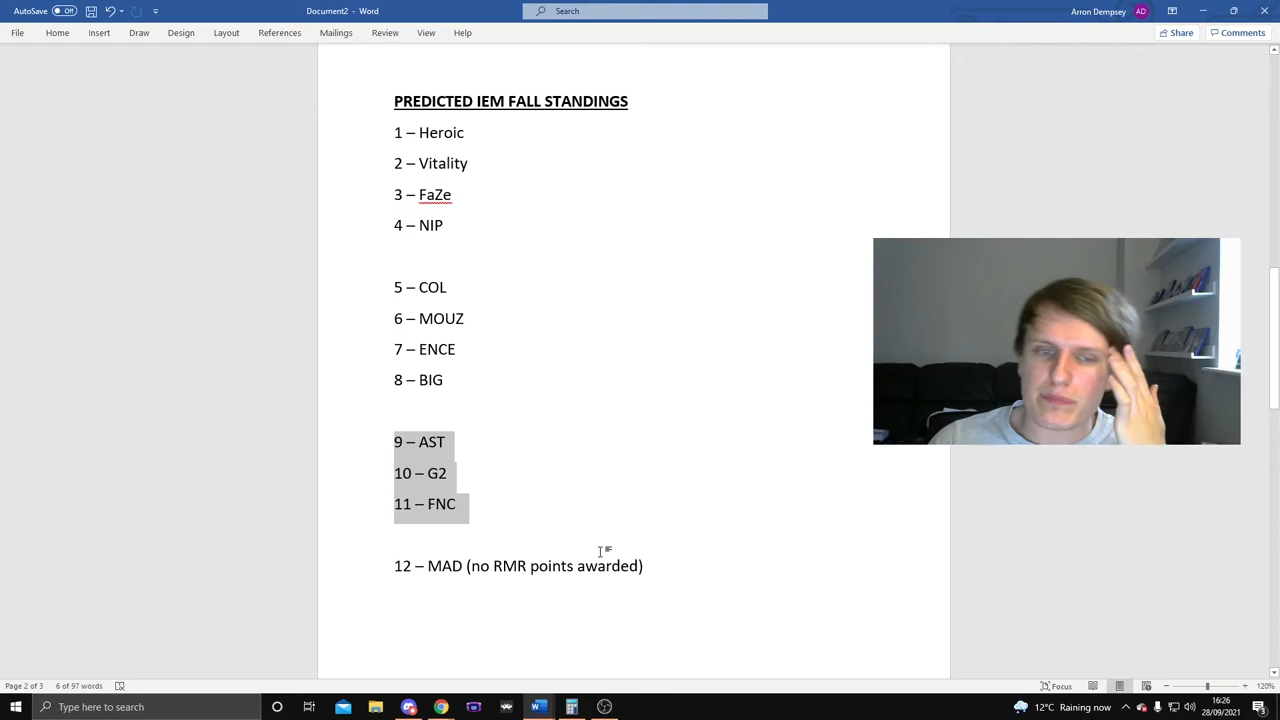 AutoSave Off
Document2 - Word
Search
Aron Dempsey AD
File Home Insert Draw Design Layout References Mailings Review View Help
Share Comments
PREDICTED IEM FALL STANDINGS
1 – Heroic
2 – Vitality
3 – FaZe
4 – NIP
5 – COL
6 – MOUZ
7 – ENCE
8 – BIG
9 – AST
10 – G2
11 – FNC
12 – MAD (no RMR points awarded)
Page 2 of 3 6 of 97 words
Focus
120%
Type here to search
12°C Raining now
16:26
28/09/2021